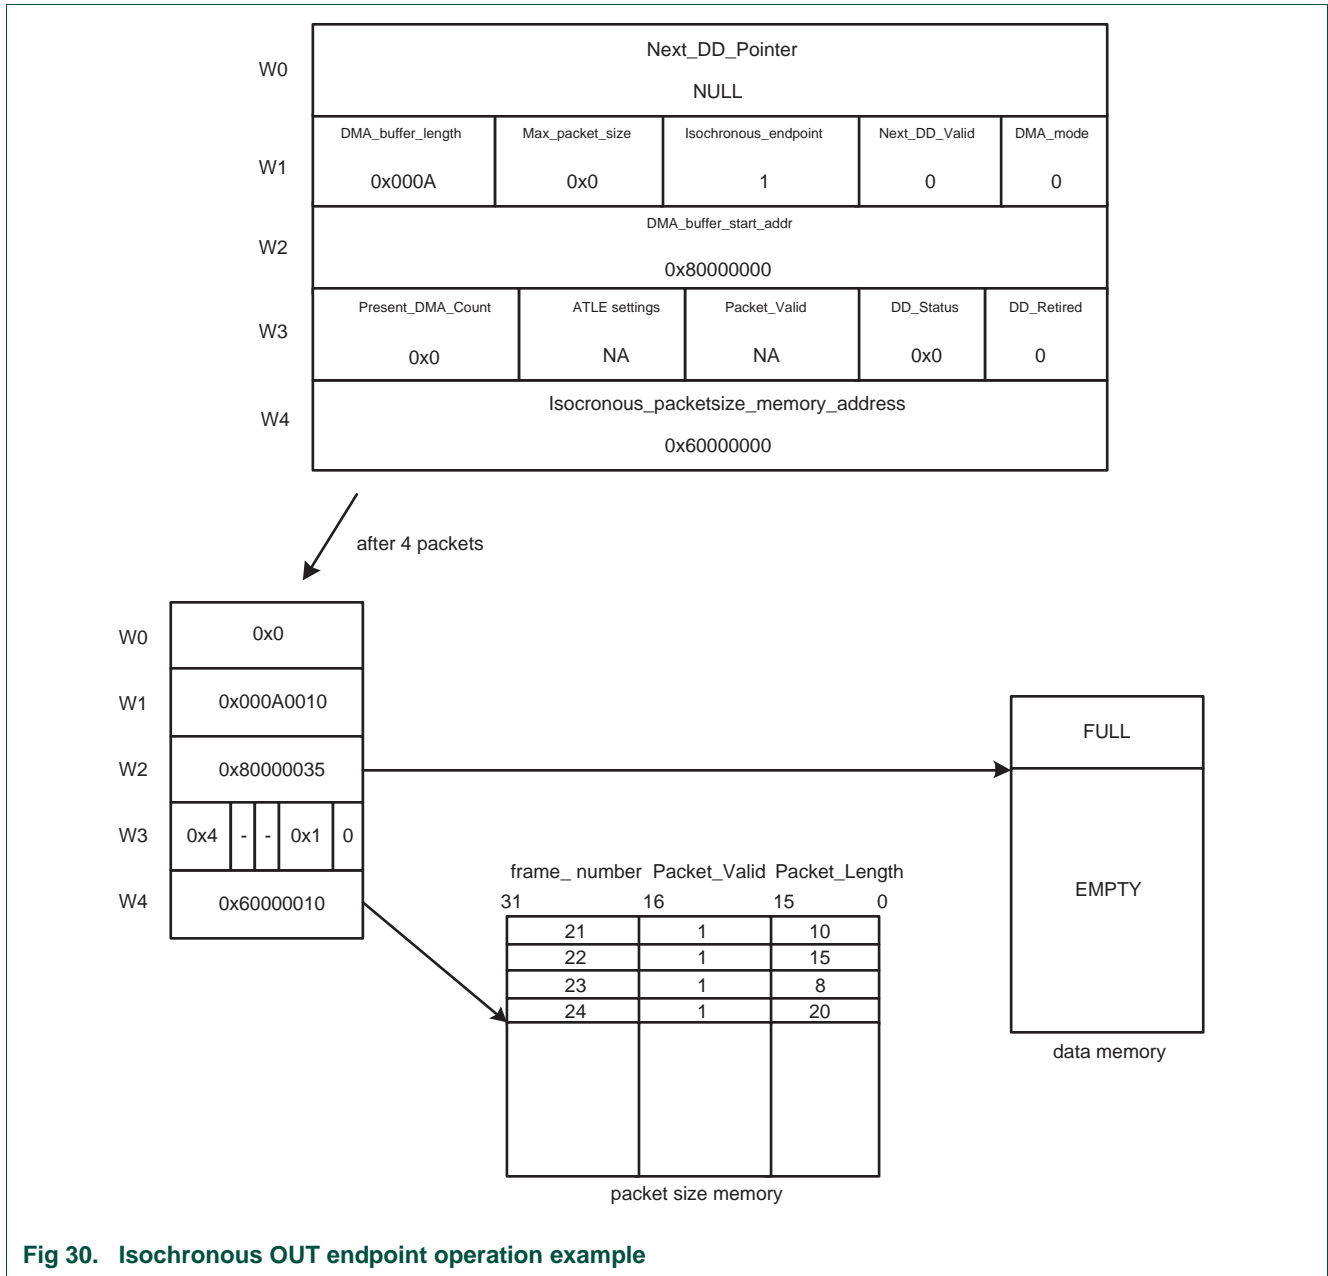 Next_DD_Pointer
W0
NULL
DMA_buffer_length Max_packet_size Isochronous_endpoint Next_DD_Valid DMA_mode
W1
0x000A 0x0 1 0 0
DMA_buffer_start_addr
W2
0x80000000
Present_DMA_Count ATLE settings Packet_Valid DD_Status DD_Retired
W3
0x0 NA NA 0x0 0
Isocronous_packetsize_memory_address
W4
0x60000000
after 4 packets
W0 0x0
W1 0x000A0010
FULL
W2 0x80000035
W3 0x4 - - 0x1 0
frame_ number Packet_Valid Packet_Length
W4 0x60000010
EMPTY
31 16 15 0
21 1 10
22 1 15
23 1 8
24 1 20
data memory
packet size memory
Fig 30. Isochronous OUT endpoint operation example